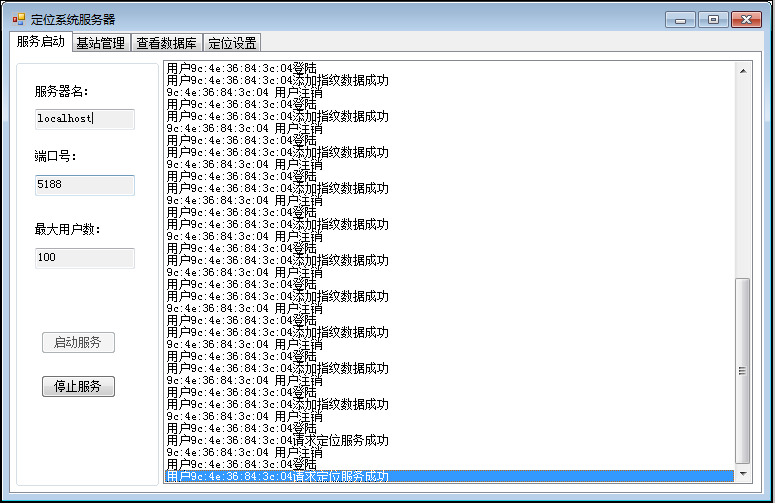 定位系统服务器
服务启动 基站管理 查看数据库 定位设置
服务器名:
localhost
端口号:
5188
最大用户数:
100
启动服务
停止服务
用户9c:4e:36:84:3c:04登陆
用户9c:4e:36:84:3c:04添加指纹数据成功
9c:4e:36:84:3c:04 用户注销
用户9c:4e:36:84:3c:04登陆
用户9c:4e:36:84:3c:04添加指纹数据成功
9c:4e:36:84:3c:04 用户注销
用户9c:4e:36:84:3c:04登陆
用户9c:4e:36:84:3c:04添加指纹数据成功
9c:4e:36:84:3c:04 用户注销
用户9c:4e:36:84:3c:04登陆
用户9c:4e:36:84:3c:04添加指纹数据成功
9c:4e:36:84:3c:04 用户注销
用户9c:4e:36:84:3c:04登陆
用户9c:4e:36:84:3c:04添加指纹数据成功
9c:4e:36:84:3c:04 用户注销
用户9c:4e:36:84:3c:04登陆
用户9c:4e:36:84:3c:04添加指纹数据成功
9c:4e:36:84:3c:04 用户注销
用户9c:4e:36:84:3c:04登陆
用户9c:4e:36:84:3c:04添加指纹数据成功
9c:4e:36:84:3c:04 用户注销
用户9c:4e:36:84:3c:04登陆
用户9c:4e:36:84:3c:04添加指纹数据成功
9c:4e:36:84:3c:04 用户注销
用户9c:4e:36:84:3c:04登陆
用户9c:4e:36:84:3c:04添加指纹数据成功
9c:4e:36:84:3c:04 用户注销
用户9c:4e:36:84:3c:04登陆
用户9c:4e:36:84:3c:04添加指纹数据成功
9c:4e:36:84:3c:04 用户注销
用户9c:4e:36:84:3c:04登陆
用户9c:4e:36:84:3c:04请求定位服务成功
9c:4e:36:84:3c:04 用户注销
用户9c:4e:36:84:3c:04登陆
用户9c:4e:36:84:3c:04请求定位服务成功